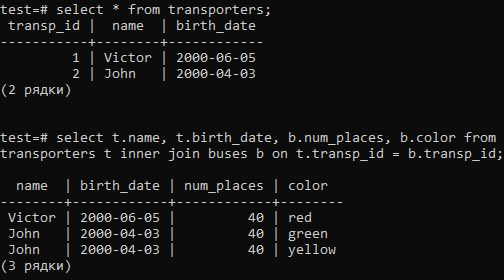 test=# select * from transporters;
 transp_id |  name  | birth_date
-----------+--------+------------
         1 | Victor | 2000-06-05
         2 | John   | 2000-04-03
(2 рядки)
test=# select t.name, t.birth_date, b.num_places, b.color from
transporters t inner join buses b on t.transp_id = b.transp_id;
  name  | birth_date | num_places | color
--------+------------+------------+--------
 Victor | 2000-06-05 |         40 | red
 John   | 2000-04-03 |         40 | green
 John   | 2000-04-03 |         40 | yellow
(3 рядки)